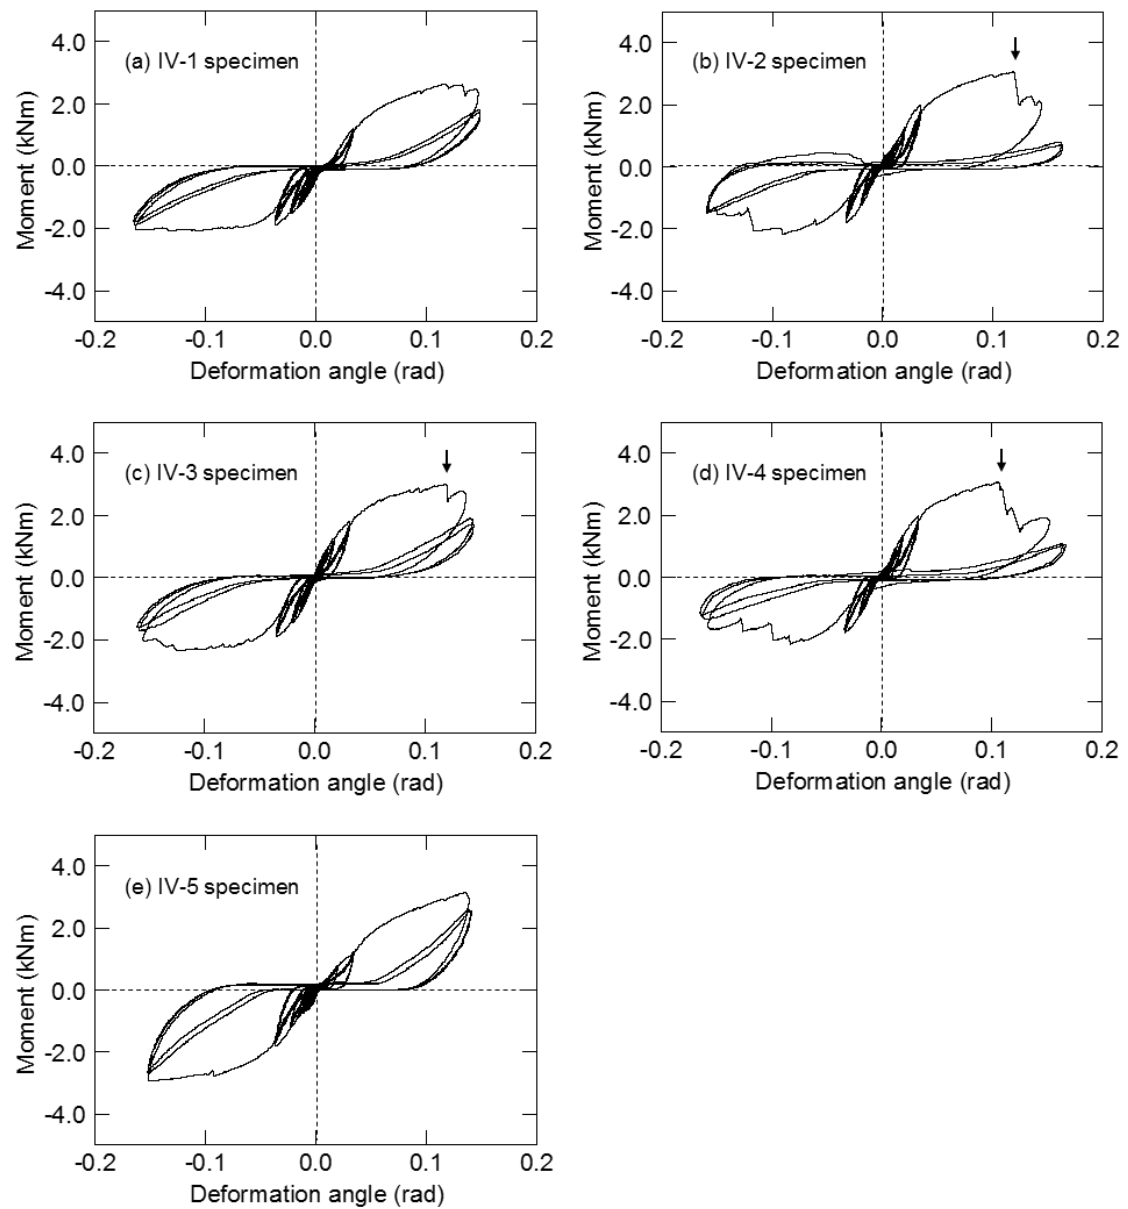 (a) IV-1 specimen
4.0
2.0
0.0
-2.0
-4.0
Moment (kNm)
-0.2 -0.1 0.0 0.1 0.2
Deformation angle (rad)
(b) IV-2 specimen
4.0
2.0
0.0
-2.0
-4.0
Moment (kNm)
-0.2 -0.1 0.0 0.1 0.2
Deformation angle (rad)
(c) IV-3 specimen
4.0
2.0
0.0
-2.0
-4.0
Moment (kNm)
-0.2 -0.1 0.0 0.1 0.2
Deformation angle (rad)
(d) IV-4 specimen
4.0
2.0
0.0
-2.0
-4.0
Moment (kNm)
-0.2 -0.1 0.0 0.1 0.2
Deformation angle (rad)
(e) IV-5 specimen
4.0
2.0
0.0
-2.0
-4.0
Moment (kNm)
-0.2 -0.1 0.0 0.1 0.2
Deformation angle (rad)